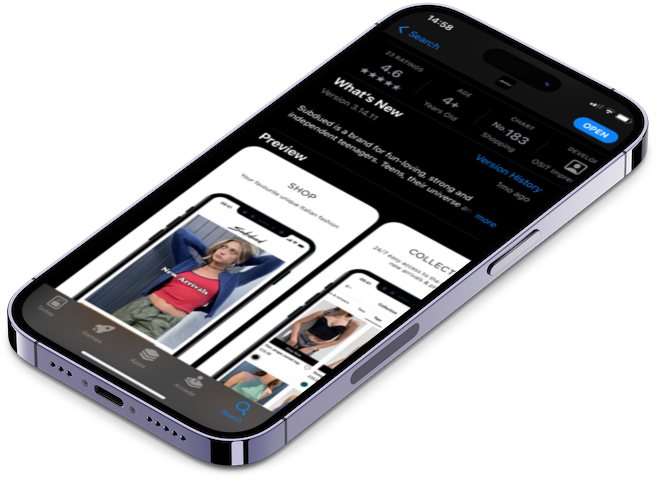 14:58
Search
23 RATINGS
4.6
★★★★★
AGE
4+
Years Old
CHART
No.183
Shopping
DEVELO
OSIT Impre
OPEN
What's New
Version History
Version 3.14.11
1mo ago
Subdued is a brand for fun-loving, strong and
independent teenagers. Teens, their universe a
more
Preview
SHOP
Your favourite unique italian fashion
Subdued
New Arrivals
COLLECT
24/7 easy access to the
new arrivals & p
Today
Games
Apps
Arcade
Search